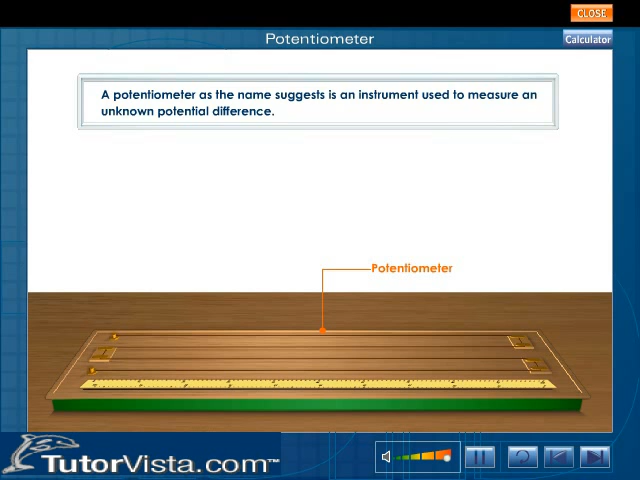 CLOSE
Potentiometer
Calculator
A potentiometer as the name suggests is an instrument used to measure an
unknown potential difference.
Potentiometer
TutorVista.com™